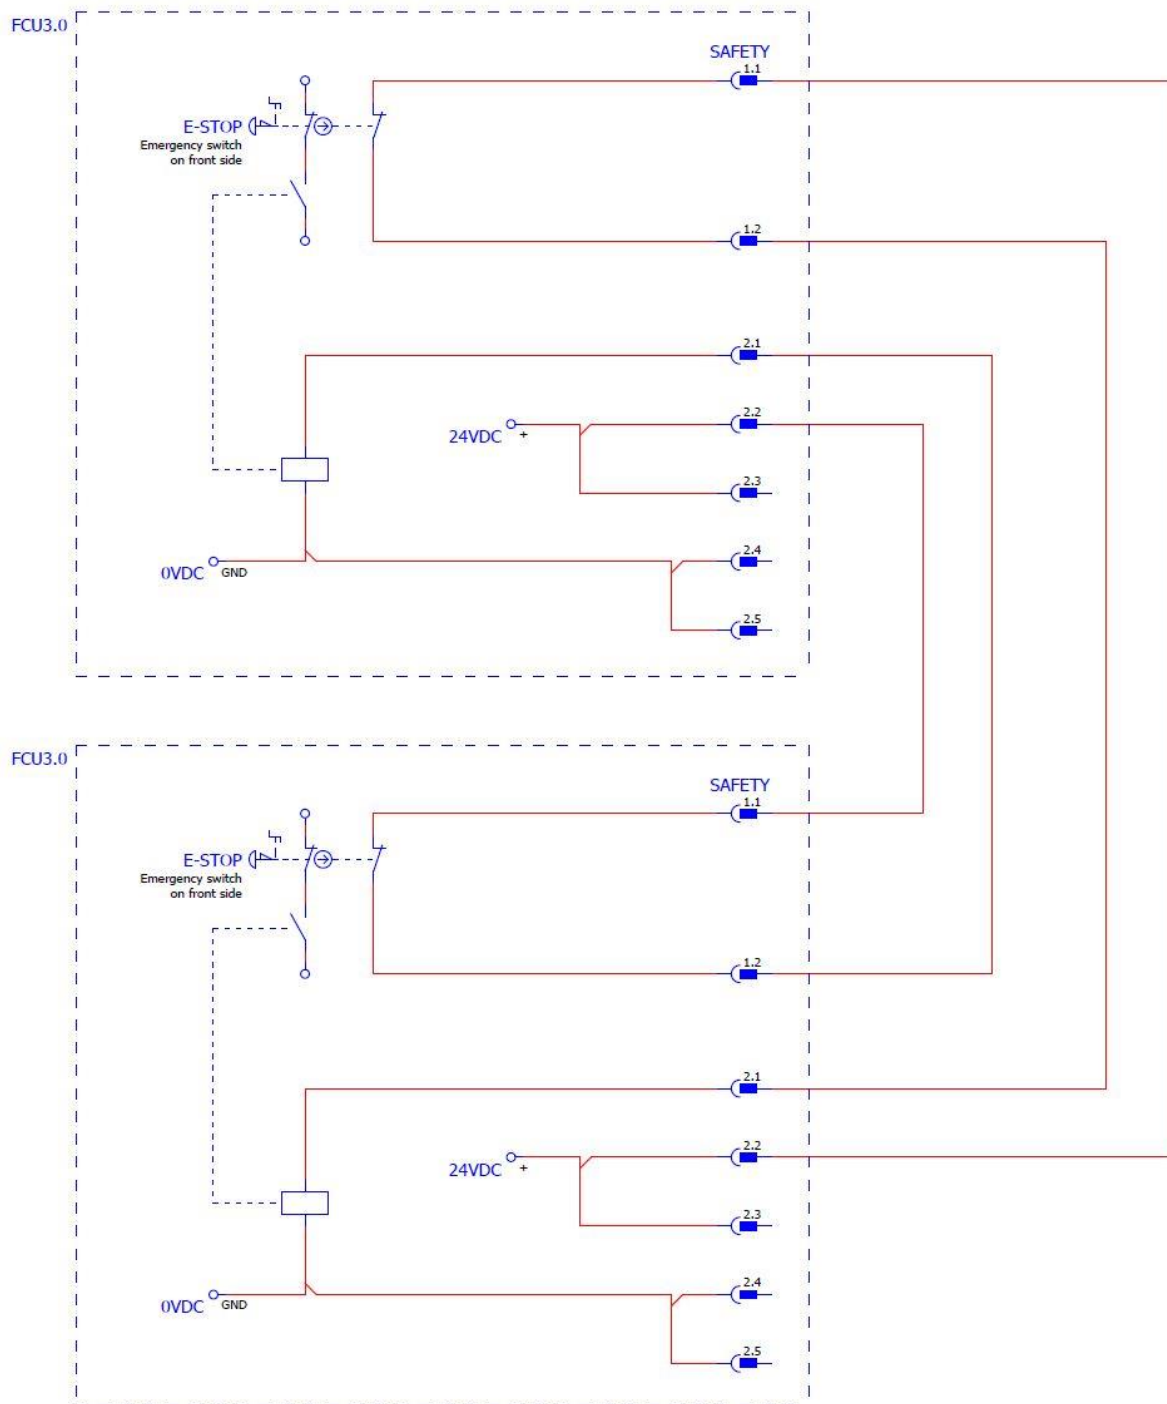 FCU3.0
SAFETY
1.1
E-STOP
Emergency switch
on front side
1.2
2.1
2.2
24VDC
+
2.3
2.4
0VDC
GND
2.5
FCU3.0
SAFETY
1.1
E-STOP
Emergency switch
on front side
1.2
2.1
2.2
24VDC
+
2.3
2.4
0VDC
GND
2.5